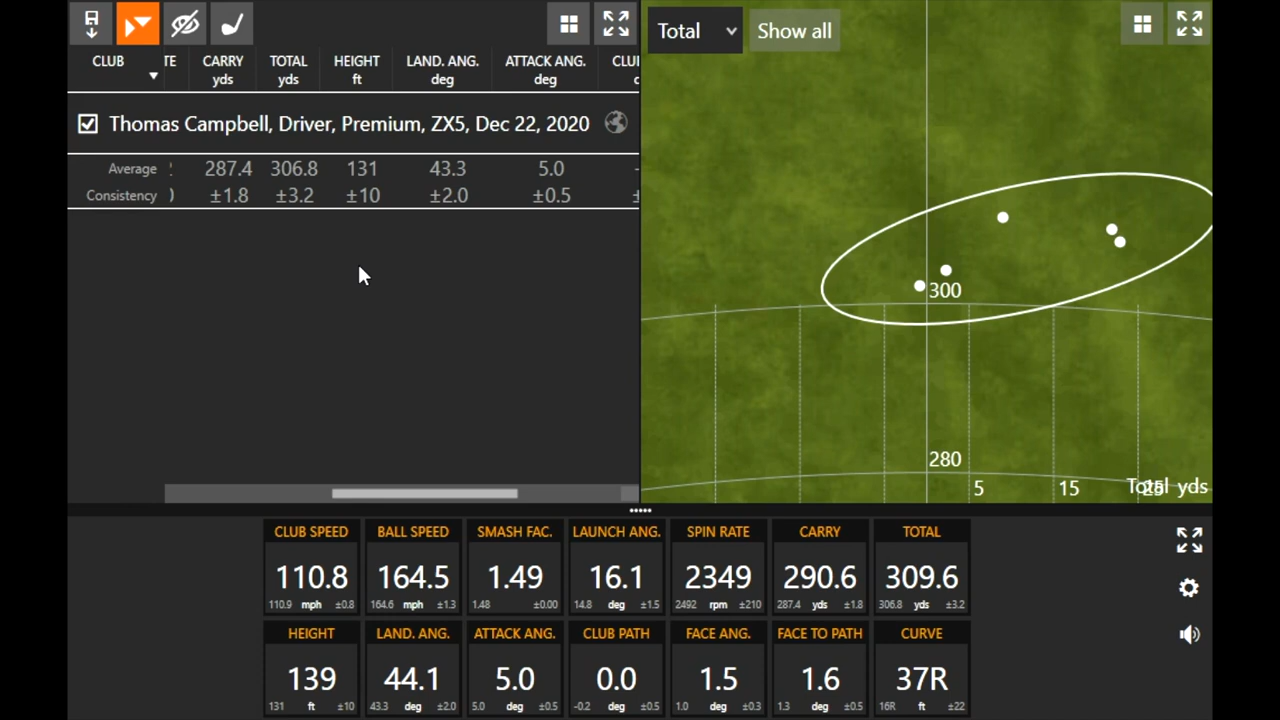 CLUB TE CARRY TOTAL HEIGHT LAND. ANG. ATTACK ANG. CLU
yds yds ft deg deg
Thomas Campbell, Driver, Premium, ZX5, Dec 22, 2020
Average 287.4 306.8 131 43.3 5.0
Consistency ±1.8 ±3.2 ±10 ±2.0 ±0.5
Total Show all
300
280
5 15 25
Total yds
CLUB SPEED BALL SPEED SMASH FAC. LAUNCH ANG. SPIN RATE CARRY TOTAL
110.8 164.5 1.49 16.1 2349 290.6 309.6
110.9 mph ±0.8 164.6 mph ±1.3 1.48 ±0.00 14.8 deg ±1.5 2492 rpm ±210 287.4 yds ±1.8 306.8 yds ±3.2
HEIGHT LAND. ANG. ATTACK ANG. CLUB PATH FACE ANG. FACE TO PATH CURVE
139 44.1 5.0 0.0 1.5 1.6 37R
131 ft ±10 43.3 deg ±2.0 5.0 deg ±0.5 -0.2 deg ±0.5 1.0 deg ±0.3 1.3 deg ±0.5 16R ft ±22